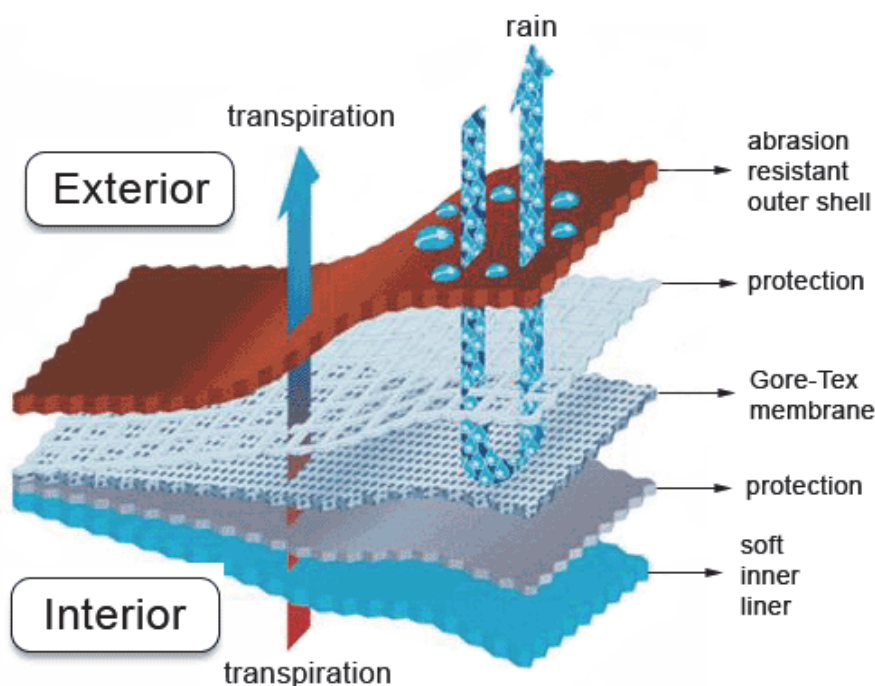 rain
transpiration
Exterior
abrasion
resistant
outer shell
protection
Gore-Tex
membrane
protection
soft
inner
liner
Interior
transpiration